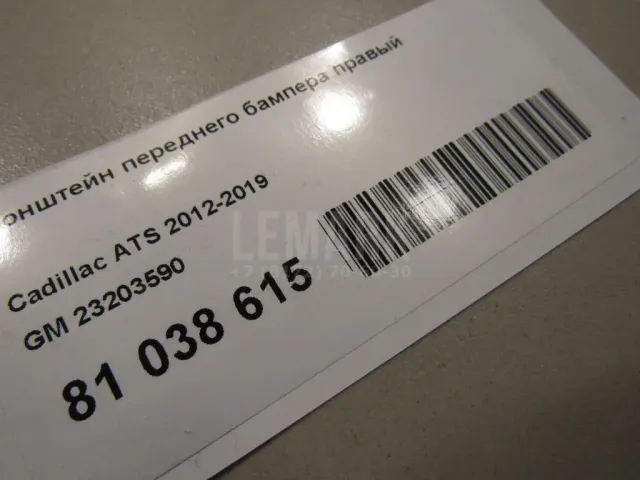 онштейн переднего бампера правый
Cadillac ATS 2012-2019
GM 23203590
81 038 615